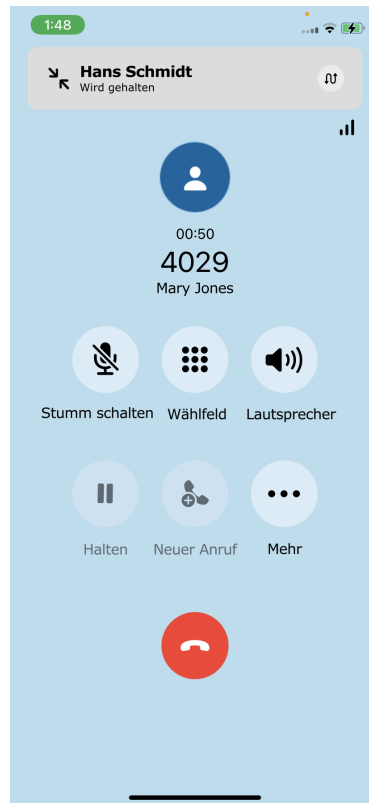 1:48
Hans Schmidt
Wird gehalten
00:50
4029
Mary Jones
Stumm schalten Wählfeld Lautsprecher
Halten Neuer Anruf Mehr